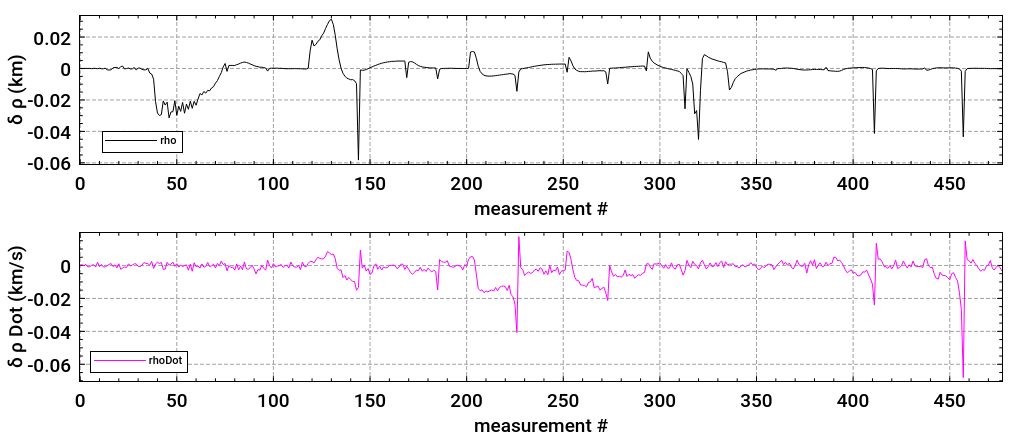 δ ρ (km)
0.02
0
-0.02
-0.04
-0.06
rho
0 50 100 150 200 250 300 350 400 450
measurement #
δ ρ Dot (km/s)
0
-0.02
-0.04
-0.06
rhoDot
0 50 100 150 200 250 300 350 400 450
measurement #